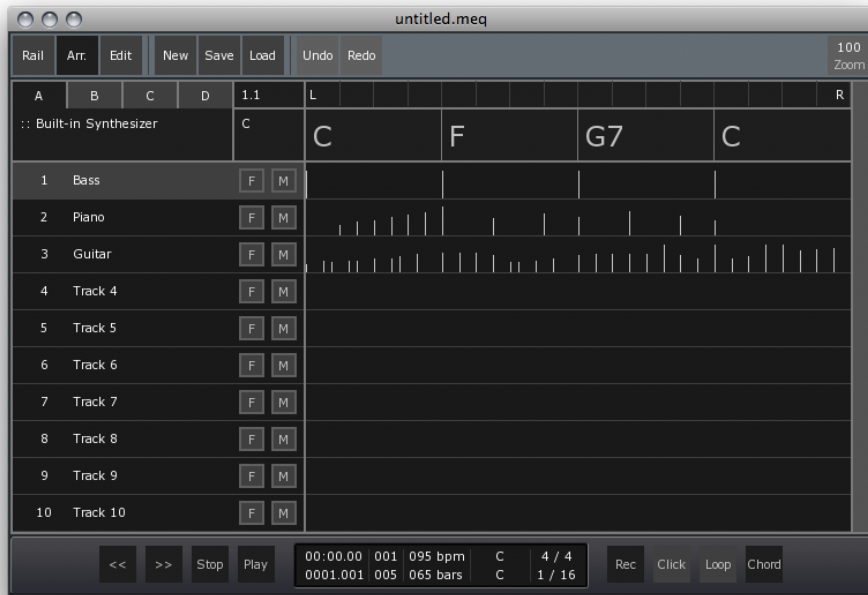 untitled.meq
Rail Arr. Edit New Save Load Undo Redo 100
Zoom
A B C D 1.1 L R
:: Built-in Synthesizer C
C F G7 C
1 Bass F M
2 Piano F M
3 Guitar F M
4 Track 4 F M
5 Track 5 F M
6 Track 6 F M
7 Track 7 F M
8 Track 8 F M
9 Track 9 F M
10 Track 10 F M
00:00.00 001 095 bpm C 4 / 4
<< >> Stop Play Rec Click Loop Chord
0001.001 005 065 bars C 1 / 16